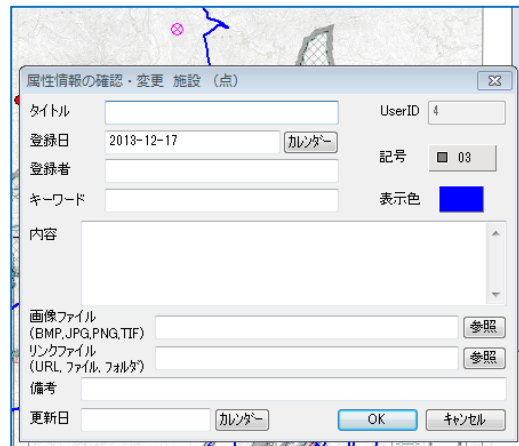 属性情報の確認・変更 施設 (点)
タイトル
UserID 4
登録日 2013-12-17 カレンダー
記号 03
登録者
キーワード
表示色
内容
画像ファイル
(BMP,JPG,PNG,TIF) 参照
リンクファイル
(URL, ファイル, フォルダ) 参照
備考
更新日 カレンダー OK キャンセル